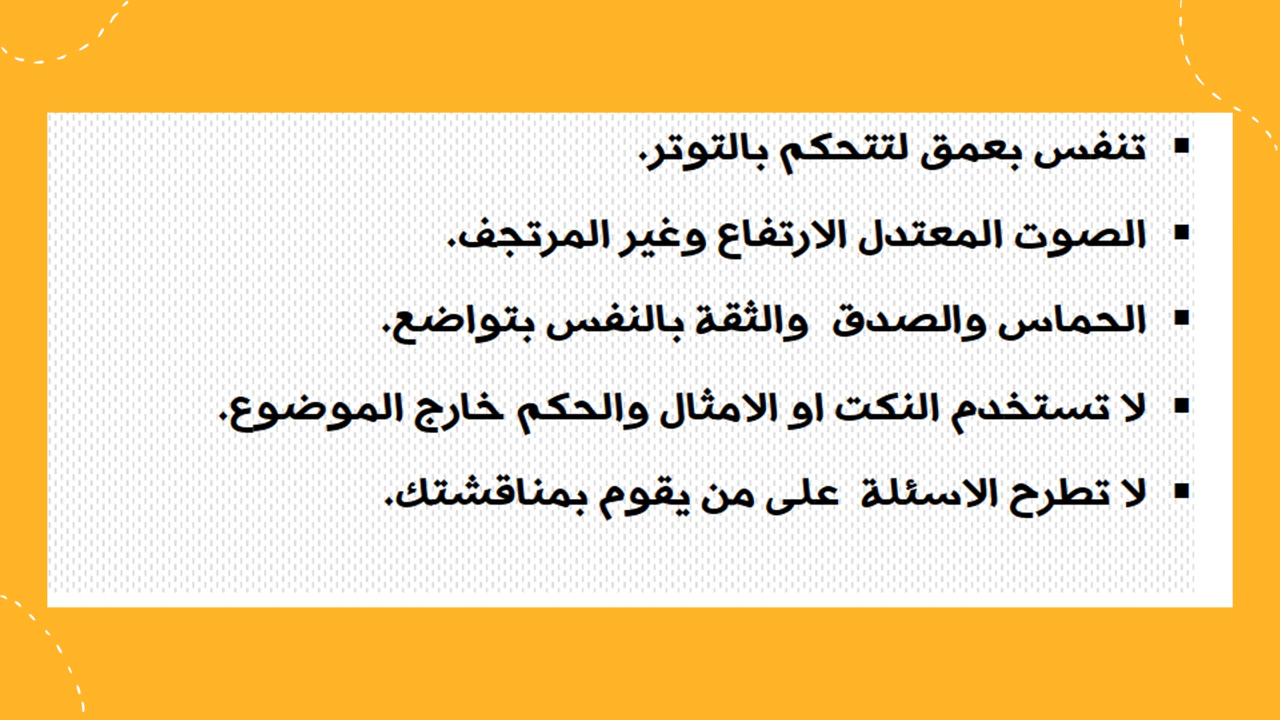 ▪ تنفس بعمق لتتحكم بالتوتر.
▪ الصوت المعتدل الارتفاع وغير المرتجف.
▪ الحماس والصدق والثقة بالنفس بتواضع.
▪ لا تستخدم النكت او الامثال والحكم خارج الموضوع.
▪ لا تطرح الاسئلة على من يقوم بمناقشتك.